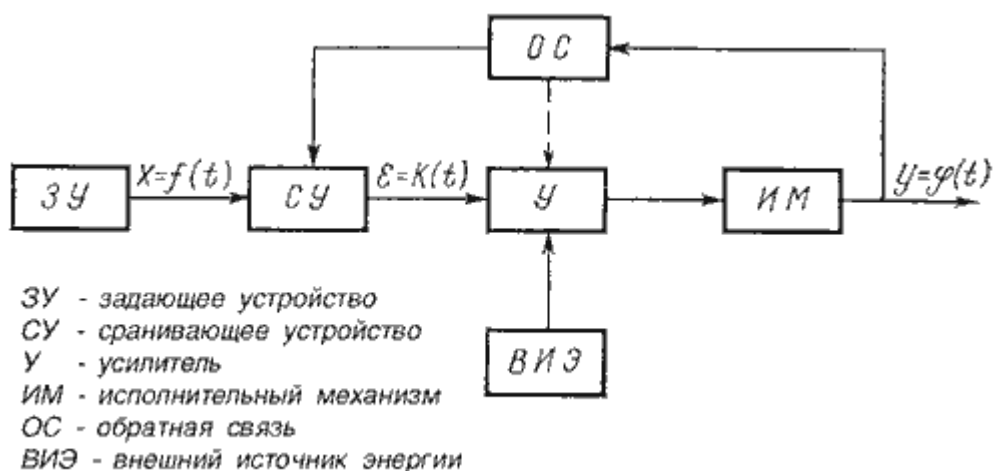 ОС
ЗУ
X=f(t)
СУ
ε=K(t)
У
ИМ
y=φ(t)
ВИЭ
ЗУ - задающее устройство
СУ - сранивающее устройство
У - усилитель
ИМ - исполнительный механизм
ОС - обратная связь
ВИЭ - внешний источник энергии